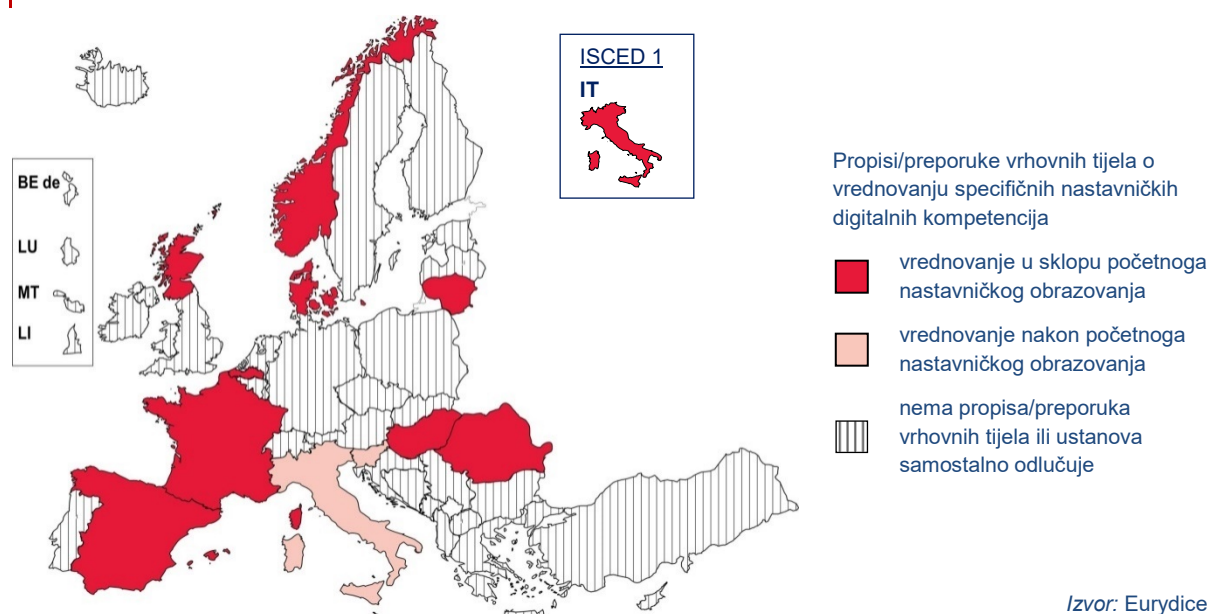 ISCED 1
IT
BE de
LU
MT
LI
Propisi/preporuke vrhovnih tijela o
vrednovanju specifičnih nastavničkih
digitalnih kompetencija
vrednovanje u sklopu početnoga
nastavničkog obrazovanja
vrednovanje nakon početnoga
nastavničkog obrazovanja
nema propisa/preporuka
vrhovnih tijela ili ustanova
samostalno odlučuje
Izvor: Eurydice